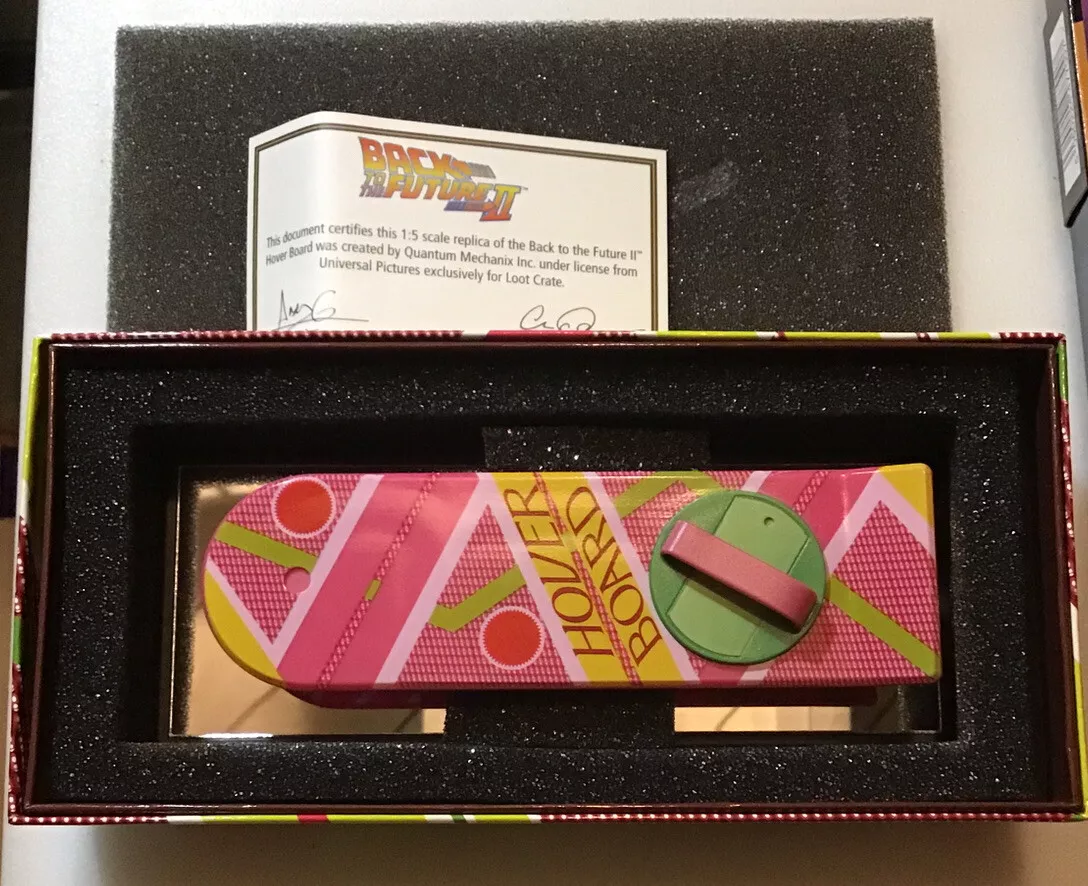 BACK
TO THE FUTURE II™
This document certifies this 1:5 scale replica of the Back to the Future II™
Hover Board was created by Quantum Mechanix Inc. under license from
Universal Pictures exclusively for Loot Crate.
HOVER
BOARD